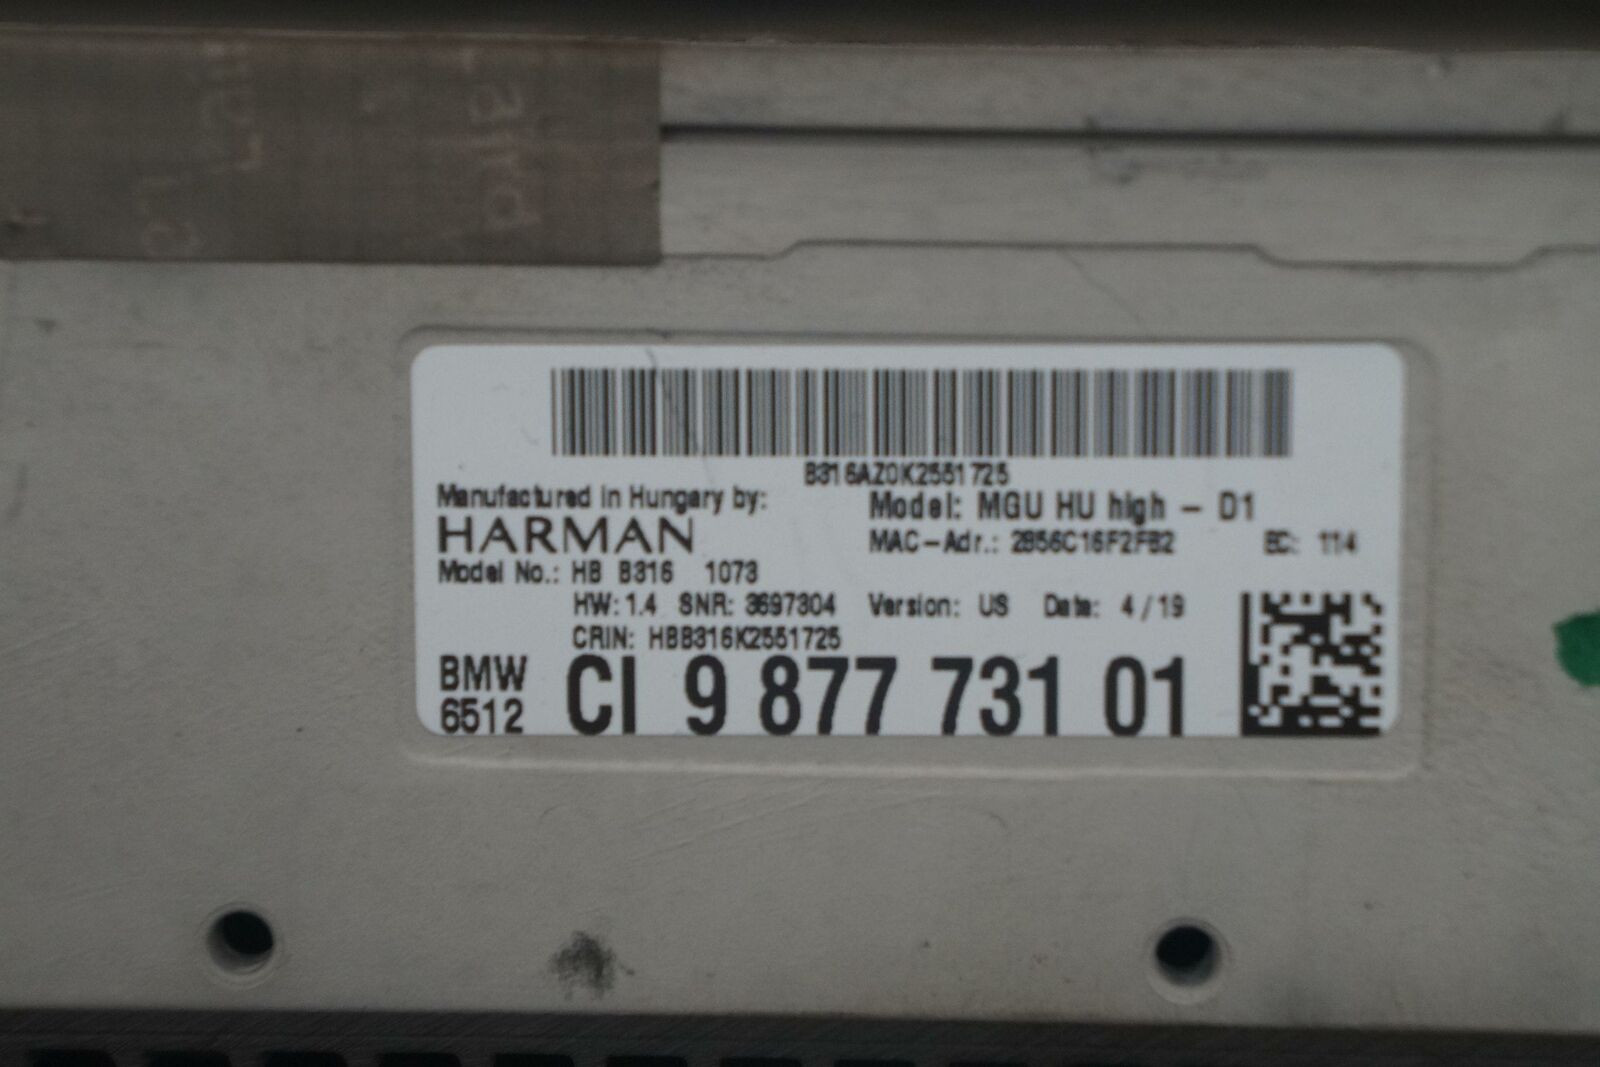 B316AZ0K2551725
Manufactured in Hungary by:
HARMAN
Model: MGU HU high - D1
MAC-Adr.: 2856C16F2FB2 EC: 114
Model No.: HB B316 1073
HW: 1.4 SNR: 3697304 Version: US Date: 4/19
CRIN: HBB316K2551725
BMW
6512
CI 9 877 731 01